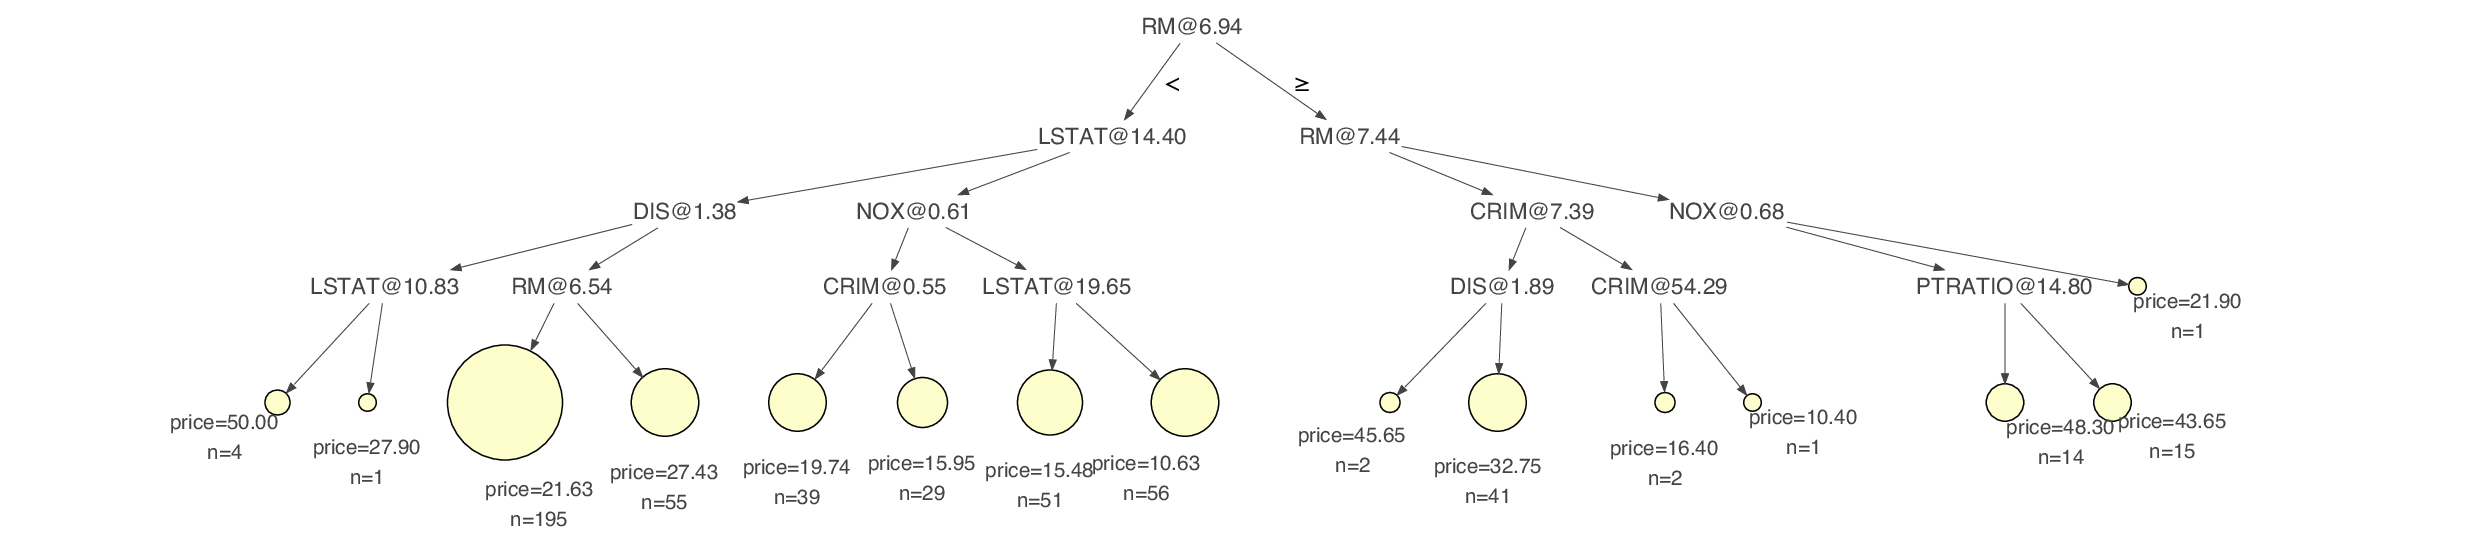 RM@6.94
<
≥
LSTAT@14.40
RM@7.44
DIS@1.38
NOX@0.61
CRIM@7.39
NOX@0.68
LSTAT@10.83
RM@6.54
CRIM@0.55
LSTAT@19.65
DIS@1.89
CRIM@54.29
PTRATIO@14.80
price=21.90
n=1
price=50.00
n=4
price=27.90
n=1
price=21.63
n=195
price=27.43
n=55
price=19.74
n=39
price=15.95
n=29
price=15.48
n=51
price=10.63
n=56
price=45.65
n=2
price=32.75
n=41
price=16.40
n=2
price=10.40
n=1
price=48.30
n=14
price=43.65
n=15